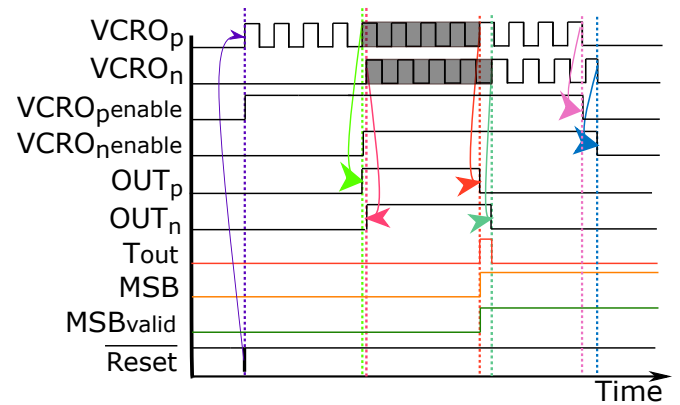 VCROp
VCROn
VCROpenable
VCROnenable
OUTp
OUTn
Tout
MSB
MSBvalid
Reset
Time